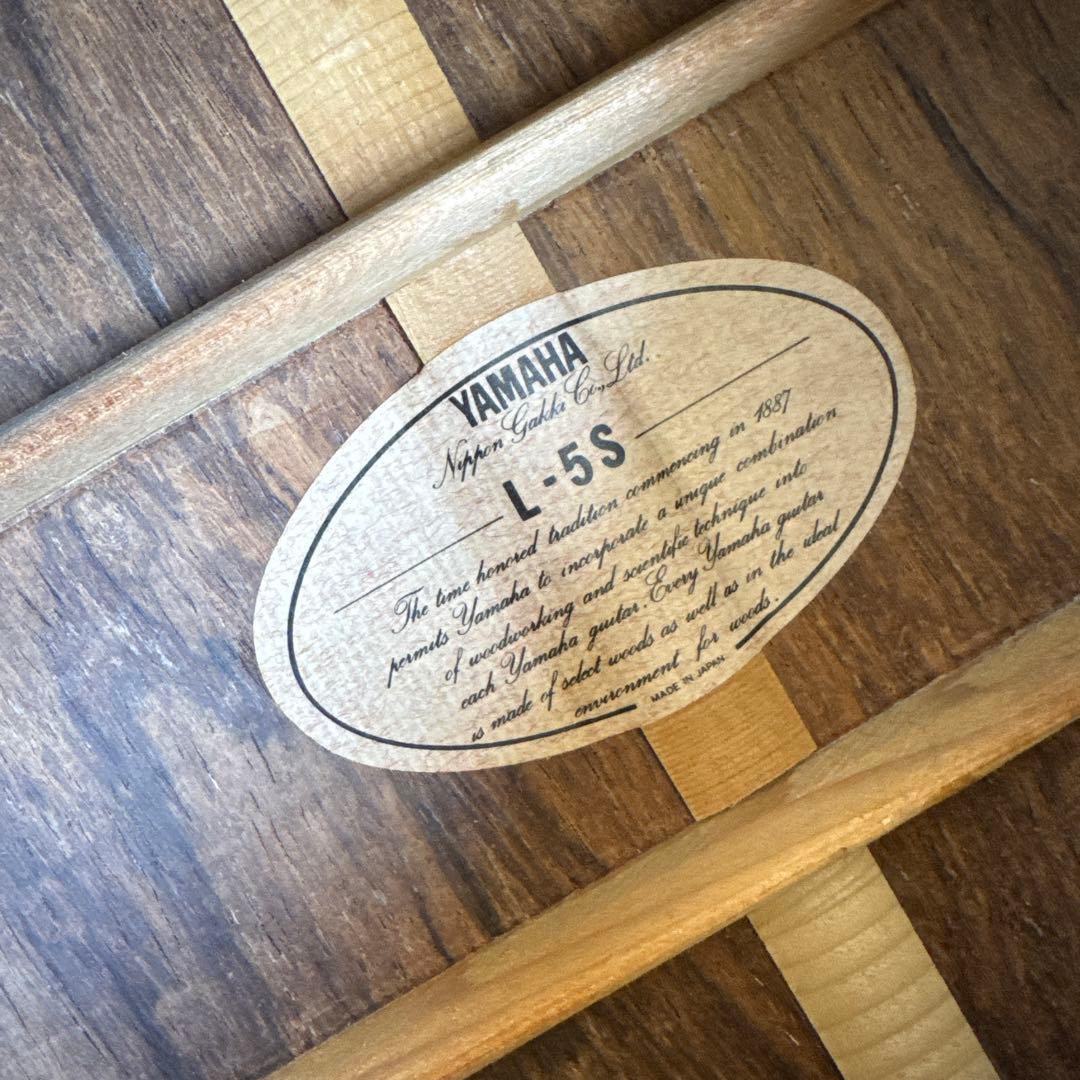 YAMAHA
Nippon Gakki Co., Ltd.
L-5S
The time honored tradition commencing in 1887
permits Yamaha to incorporate a unique combination
of woodworking and scientific technique into
each Yamaha guitar. Every Yamaha guitar
is made of select woods as well as in the ideal
environment for woods.
MADE IN JAPAN